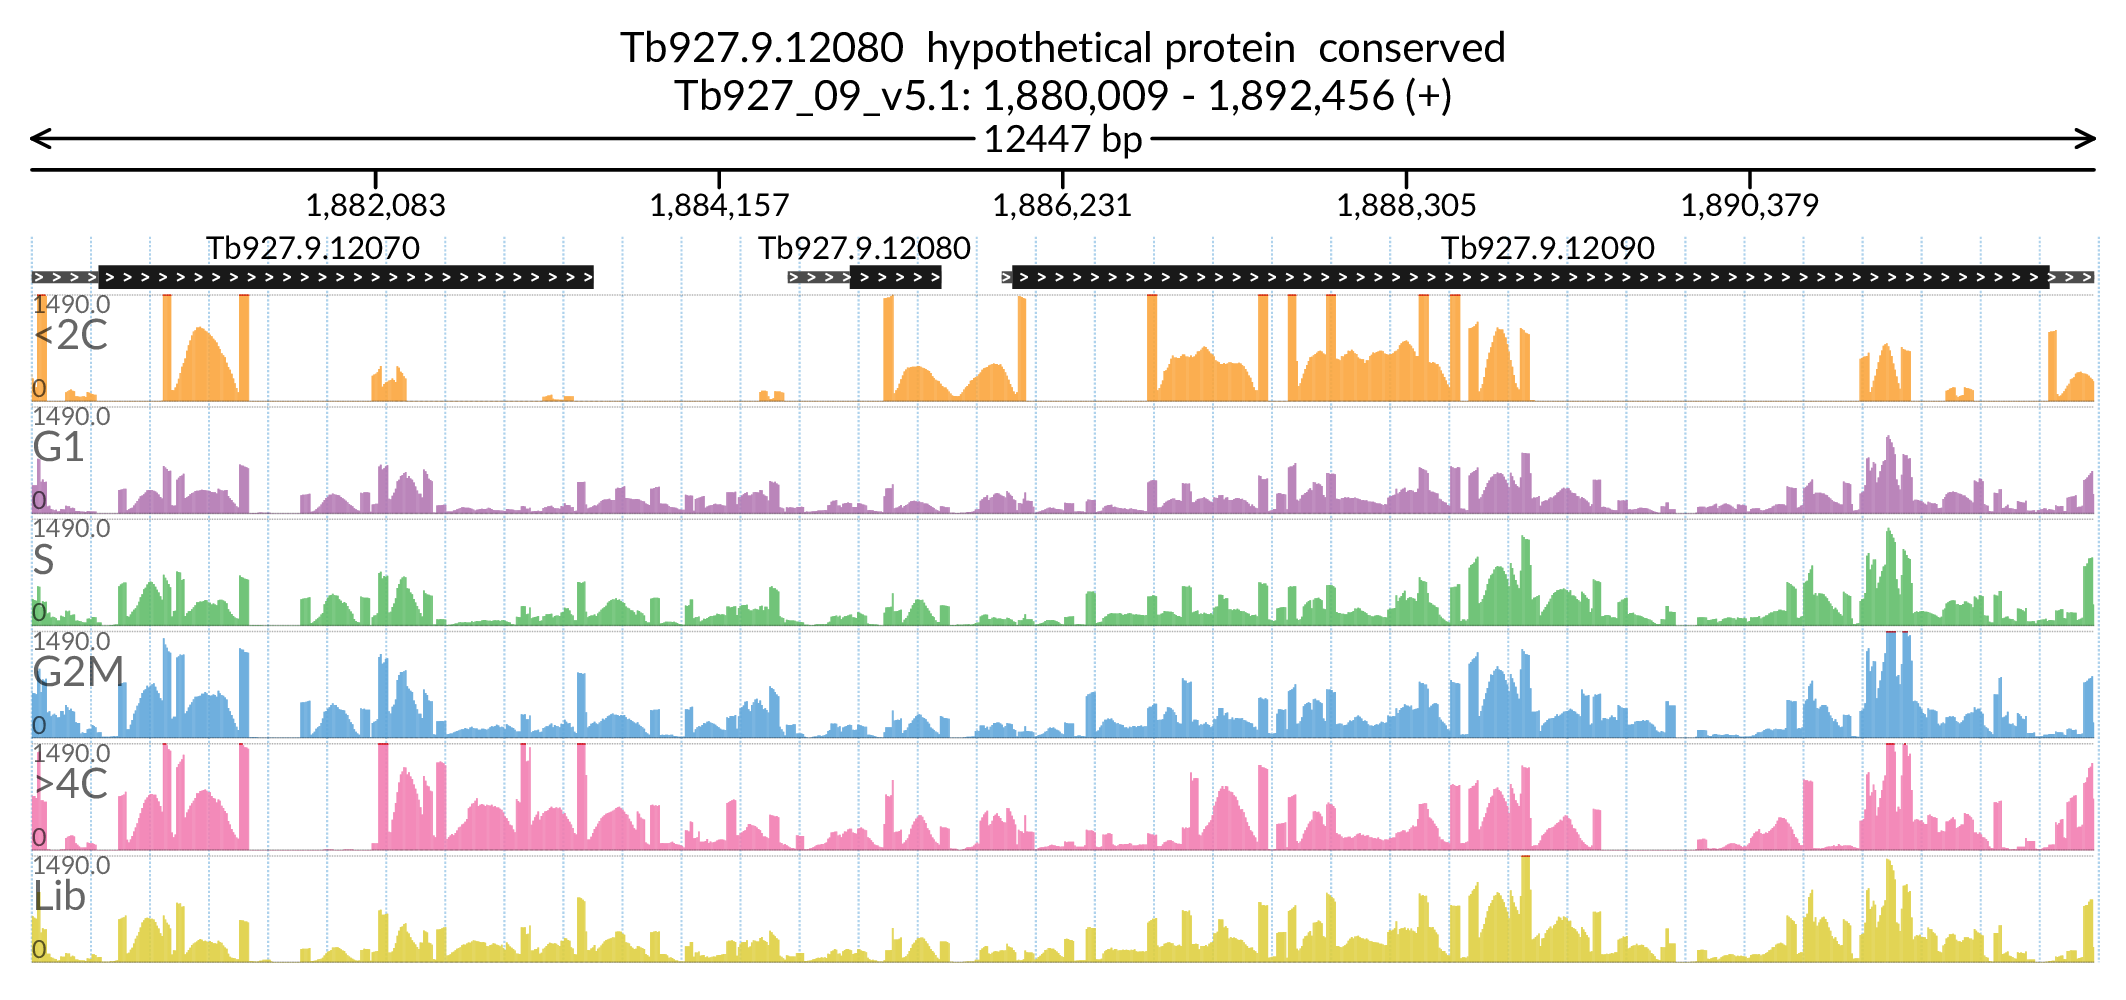 Tb927.9.12080  hypothetical protein  conserved
Tb927_09_v5.1: 1,880,009 - 1,892,456 (+)
12447 bp
1,882,083 1,884,157 1,886,231 1,888,305 1,890,379
Tb927.9.12070 Tb927.9.12080 Tb927.9.12090
1490.0
<2C
0
1490.0
G1
0
1490.0
S
0
1490.0
G2M
0
1490.0
>4C
0
1490.0
Lib
0